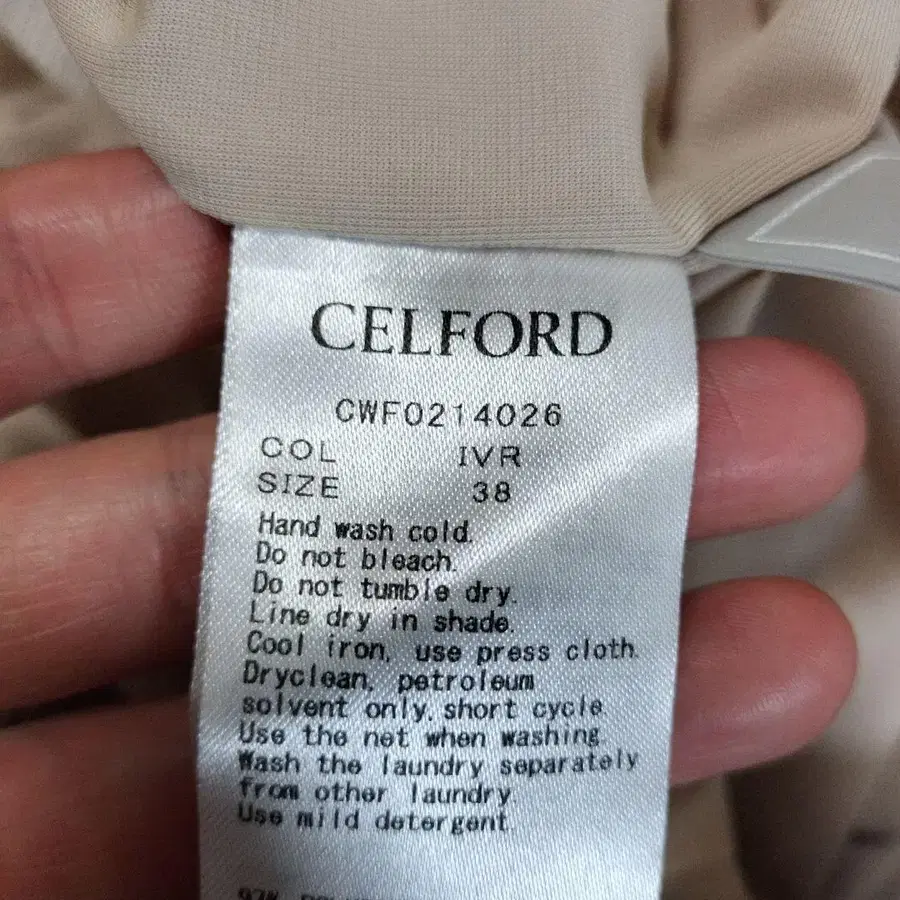 CELFORD
CWF0214026
COL IVR
SIZE 38
Hand wash cold.
Do not bleach.
Do not tumble dry.
Line dry in shade.
Cool iron, use press cloth.
Dryclean, petroleum
solvent only, short cycle.
Use the net when washing.
Wash the laundry separately
from other laundry
Use mild detergent.